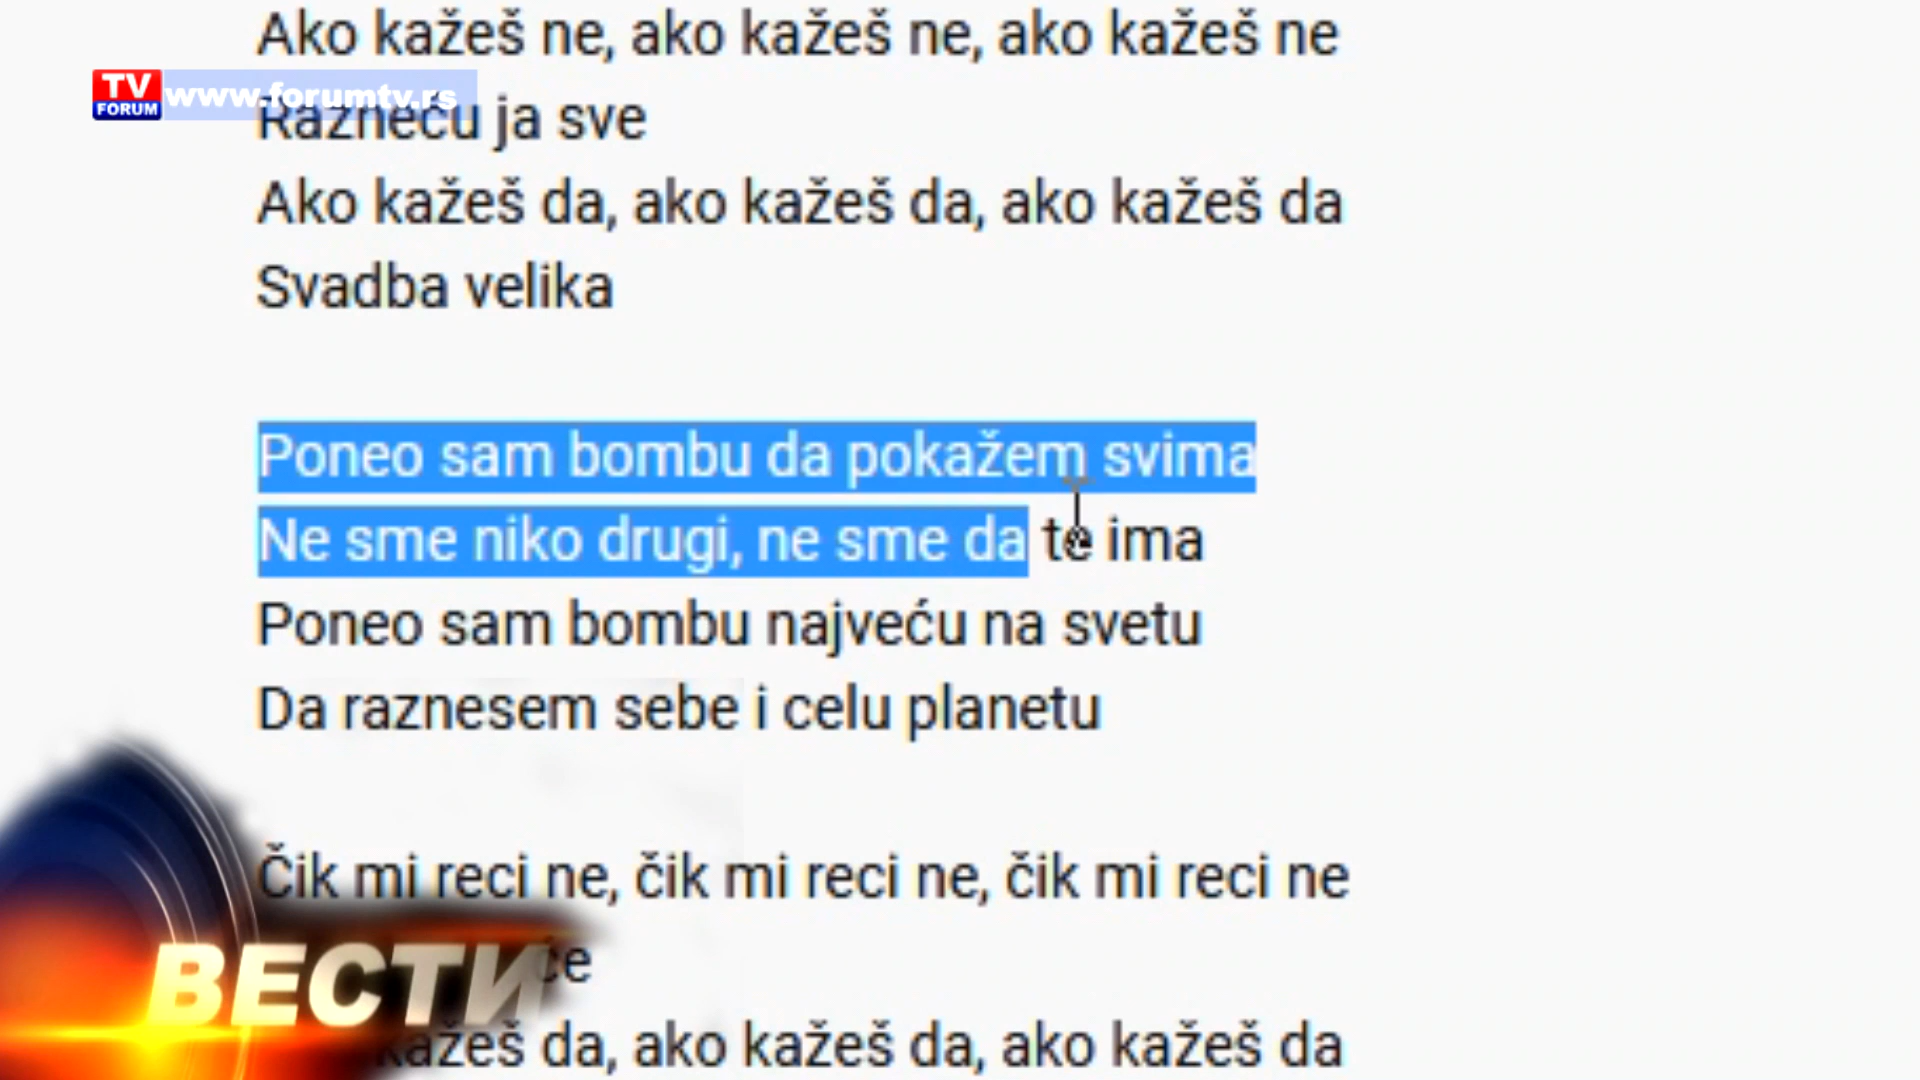 Ako kažeš ne, ako kažeš ne, ako kažeš ne
TV
FORUM
www.forumtv.rs
Razneću ja sve
Ako kažeš da, ako kažeš da, ako kažeš da
Svadba velika
Poneo sam bombu da pokažem svima
Ne sme niko drugi, ne sme da te ima
Poneo sam bombu najveću na svetu
Da raznesem sebe i celu planetu
Čik mi reci ne, čik mi reci ne, čik mi reci ne
ВЕСТИ
kažeš da, ako kažeš da, ako kažeš da